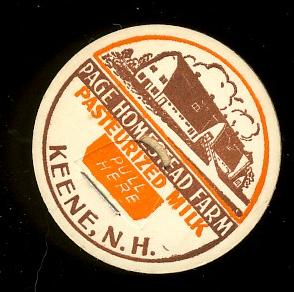 PAGE HOMESTEAD FARM
PASTEURIZED MILK
PULL
HERE
KEENE, N.H.